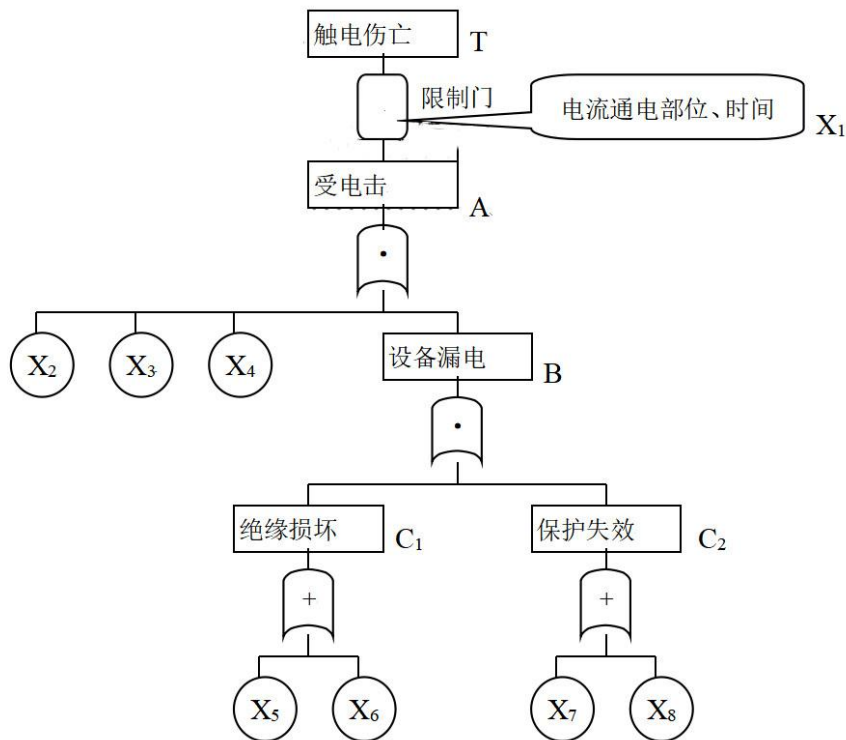 触电伤亡
T
限制门
电流通电部位、时间
X₁
受电击
A
·
X₂
X₃
X₄
设备漏电
B
·
绝缘损坏
C₁
保护失效
C₂
+
+
X₅
X₆
X₇
X₈